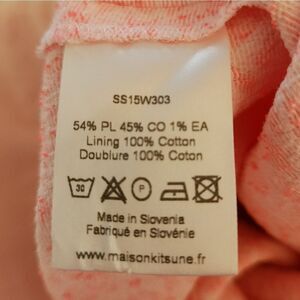 SS15W303
54% PL 45% CO 1% EA
Lining 100% Cotton
Doublure 100% Coton
30 P
Made in Slovenia
Fabriqué en Slovénie
www.maisonkitsune.fr